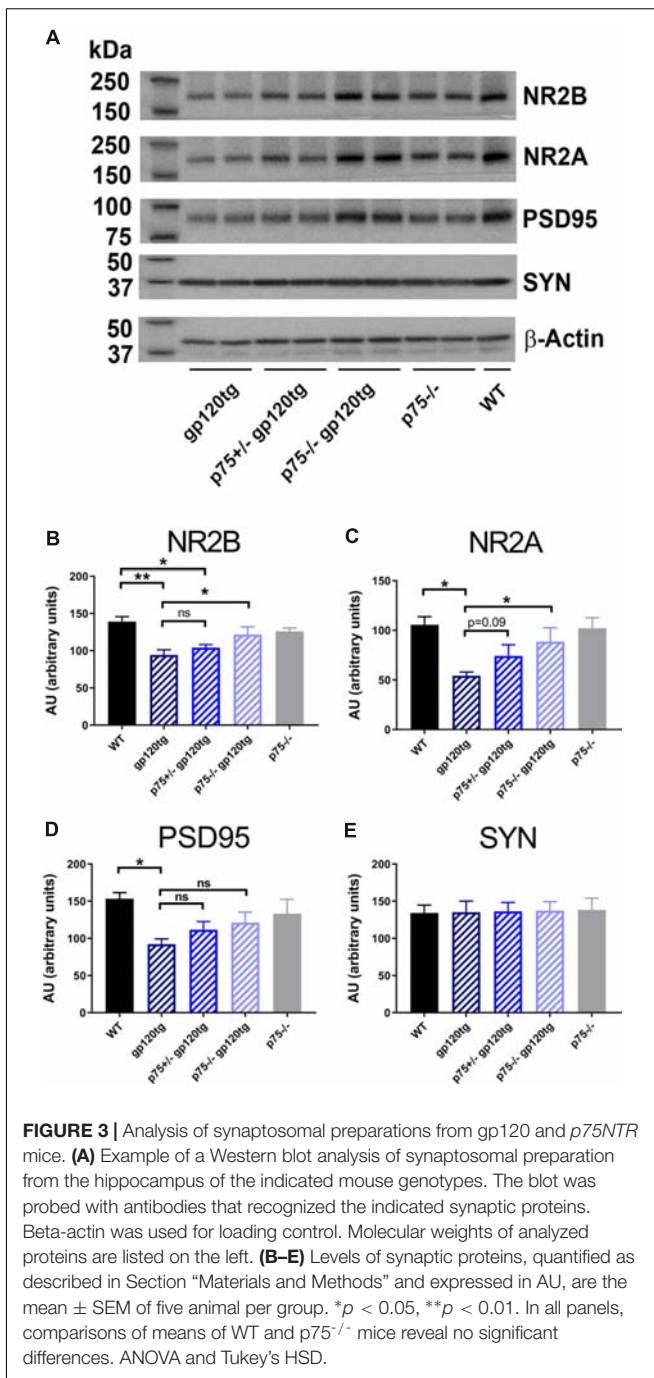 A
kDa
250
150
NR2B
250
150
NR2A
100
75
PSD95
50
37
SYN
50
37
β-Actin
gp120tg
p75+/- gp120tg
p75-/- gp120tg
p75-/-
WT
B
NR2B
AU (arbitrary units)
200
150
100
50
0
*
**
*
ns
WT
gp120tg
p75+/- gp120tg
p75-/- gp120tg
p75-/-
C
NR2A
AU (arbitrary units)
150
100
50
0
*
*
p=0.09
WT
gp120tg
p75+/- gp120tg
p75-/- gp120tg
p75-/-
D
PSD95
AU (arbitrary units)
200
150
100
50
0
*
ns
ns
WT
gp120tg
p75+/- gp120tg
p75-/- gp120tg
p75-/-
E
SYN
AU (arbitrary units)
200
150
100
50
0
WT
gp120tg
p75+/- gp120tg
p75-/- gp120tg
p75-/-
FIGURE 3 | Analysis of synaptosomal preparations from gp120 and p75NTR
mice. (A) Example of a Western blot analysis of synaptosomal preparation
from the hippocampus of the indicated mouse genotypes. The blot was
probed with antibodies that recognized the indicated synaptic proteins.
Beta-actin was used for loading control. Molecular weights of analyzed
proteins are listed on the left. (B–E) Levels of synaptic proteins, quantified as
described in Section “Materials and Methods” and expressed in AU, are the
mean ± SEM of five animal per group. *p < 0.05, **p < 0.01. In all panels,
comparisons of means of WT and p75-/- mice reveal no significant
differences. ANOVA and Tukey’s HSD.